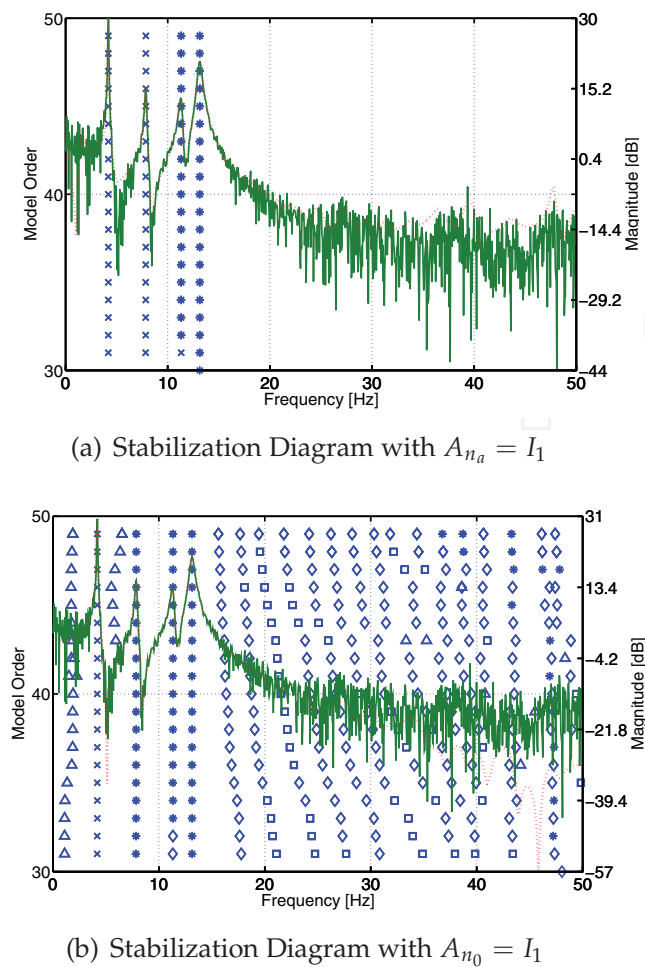 50
40
30
Model Order
30
15.2
0.4
−14.4
−29.2
−44
Magnitude [dB]
0 10 20 30 40 50
Frequency [Hz]
(a) Stabilization Diagram with A_{n_a} = I_1
50
40
30
Model Order
31
13.4
−4.2
−21.8
−39.4
−57
Magnitude [dB]
0 10 20 30 40 50
Frequency [Hz]
(b) Stabilization Diagram with A_{n_0} = I_1